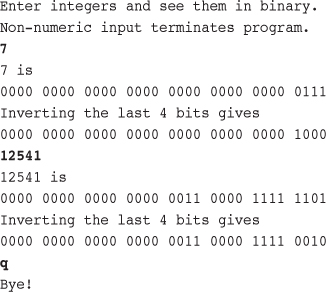 Enter integers and see them in binary.
Non-numeric input terminates program.
7
7 is
0000 0000 0000 0000 0000 0000 0000 0111
Inverting the last 4 bits gives
0000 0000 0000 0000 0000 0000 0000 1000
12541
12541 is
0000 0000 0000 0000 0011 0000 1111 1101
Inverting the last 4 bits gives
0000 0000 0000 0000 0011 0000 1111 0010
q
Bye!